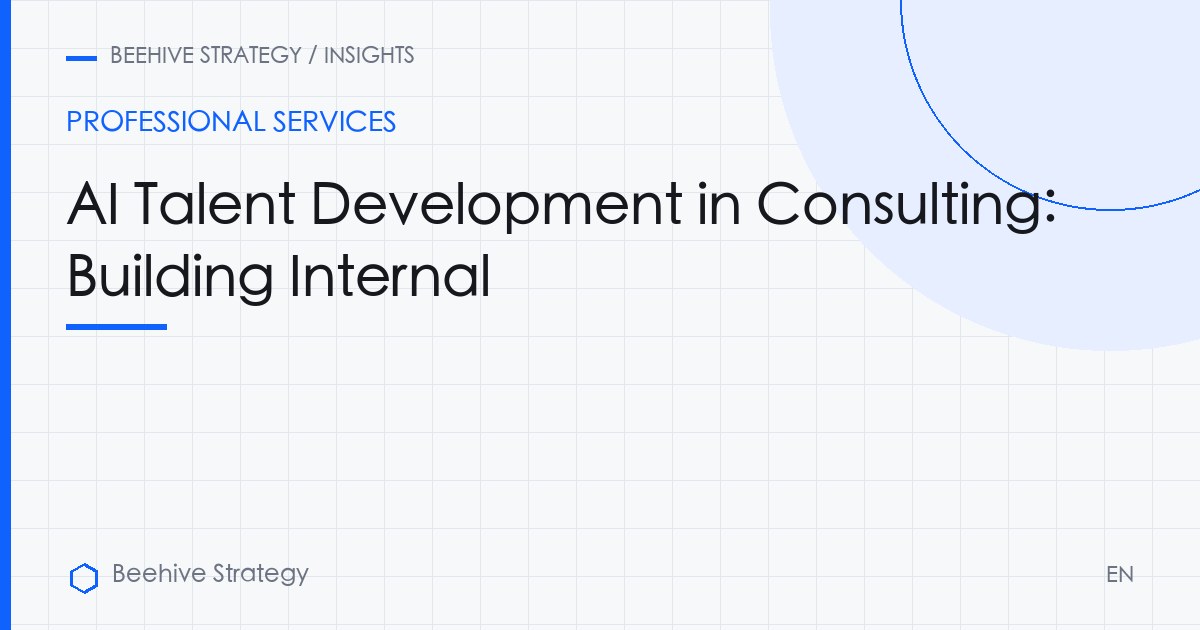 BEEHIVE STRATEGY / INSIGHTS
PROFESSIONAL SERVICES
AI Talent Development in Consulting:
Building Internal
Beehive Strategy
EN